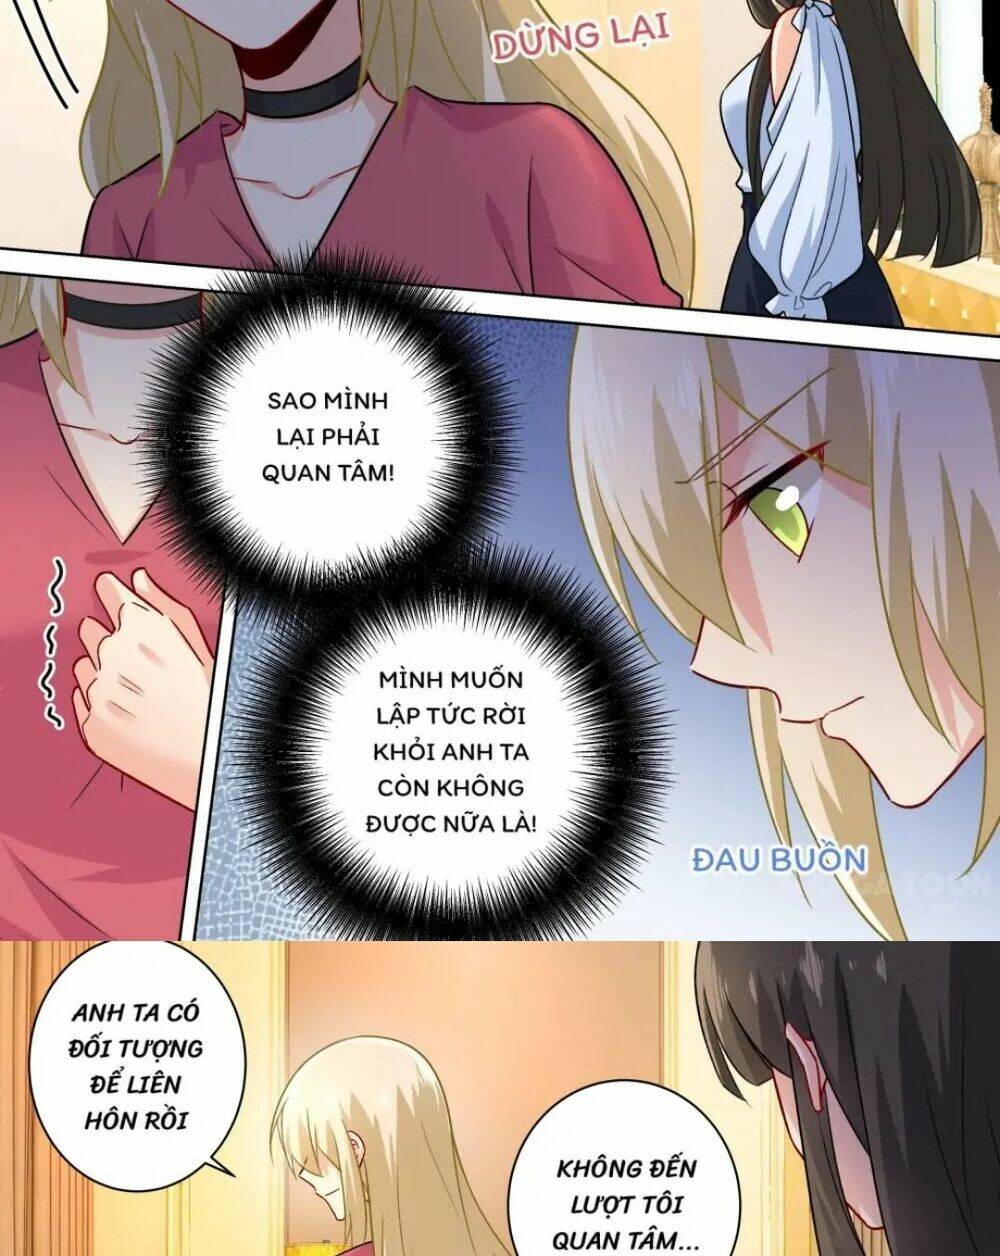 DỪNG LẠI
SAO MÌNH
LẠI PHẢI
QUAN TÂM!
MÌNH MUỐN
LẬP TỨC RỜI
KHỎI ANH TA
CÒN KHÔNG
ĐƯỢC NỮA LÀ!
ĐAU BUỒN
MANGATOON
ANH TA CÓ
ĐỐI TƯỢNG
ĐỂ LIÊN
HÔN RỒI
KHÔNG ĐẾN
LƯỢT TÔI
QUAN TÂM...